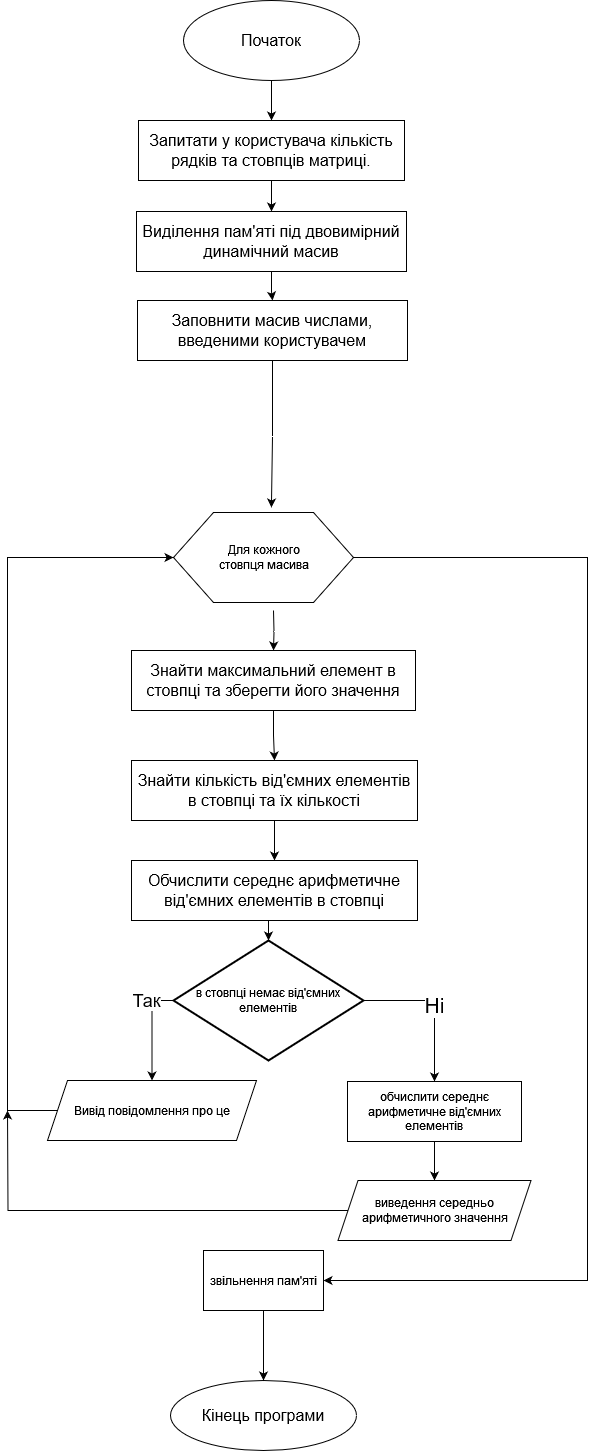 Початок
Запитати у користувача кількість
рядків та стовпців матриці.
Виділення пам'яті під двовимірний
динамічний масив
Заповнити масив числами,
введеними користувачем
Для кожного
стовпця масива
Знайти максимальний елемент в
стовпці та зберегти його значення
Знайти кількість від'ємних елементів
в стовпці та їх кількості
Обчислити середнє арифметичне
від'ємних елементів в стовпці
в стовпці немає від'ємних
елементів
Так
Ні
Вивід повідомлення про це
обчислити середнє
арифметичне від'ємних
елементів
виведення середньо
арифметичного значення
звільнення пам'яті
Кінець програми